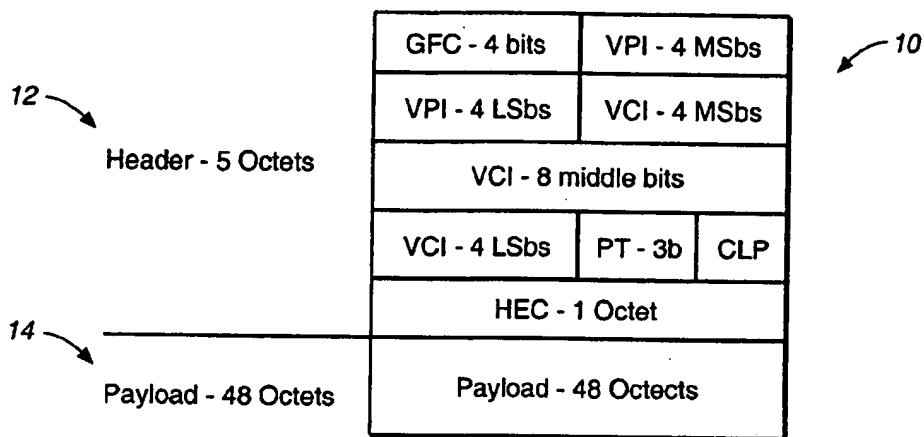 GFC - 4 bits VPI - 4 MSbs
10
12
VPI - 4 LSbs VCI - 4 MSbs
Header - 5 Octets
VCI - 8 middle bits
VCI - 4 LSbs PT - 3b CLP
HEC - 1 Octet
14
Payload - 48 Octets Payload - 48 Octects